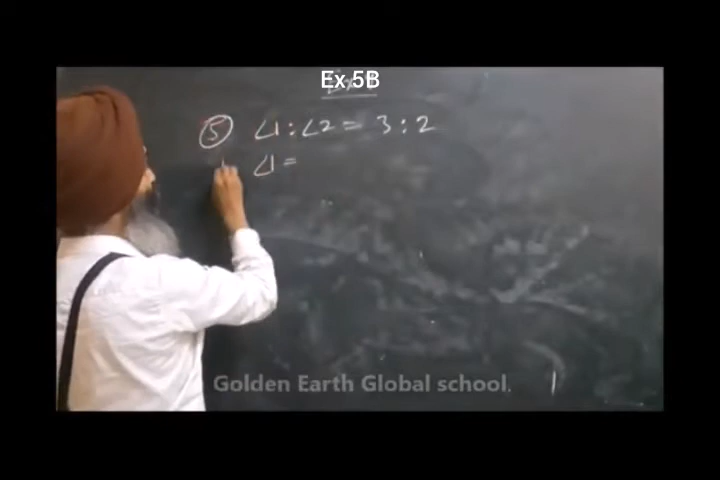 Ex 5B
⑤ ∠1 : ∠2 = 3 : 2
∠1 =
Golden Earth Global school.